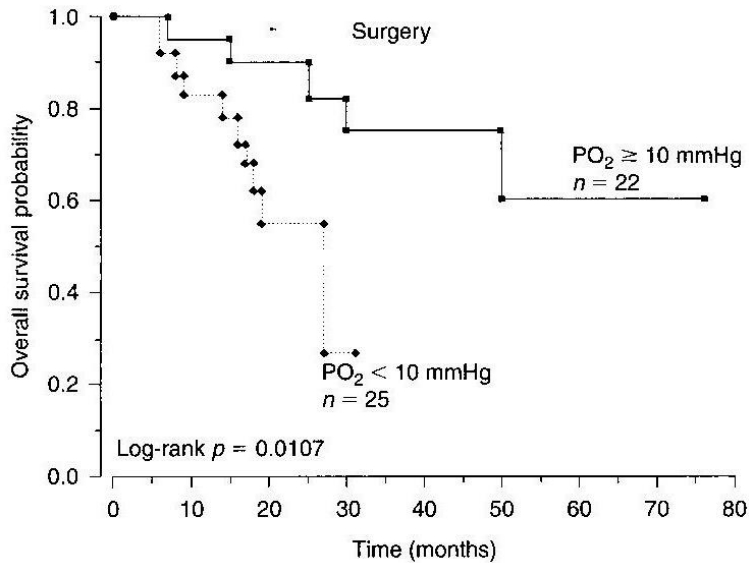 Surgery
Overall survival probability
1.0
0.8
0.6
0.4
0.2
0.0
PO₂ ≥ 10 mmHg
n = 22
PO₂ < 10 mmHg
n = 25
Log-rank p = 0.0107
0 10 20 30 40 50 60 70 80
Time (months)